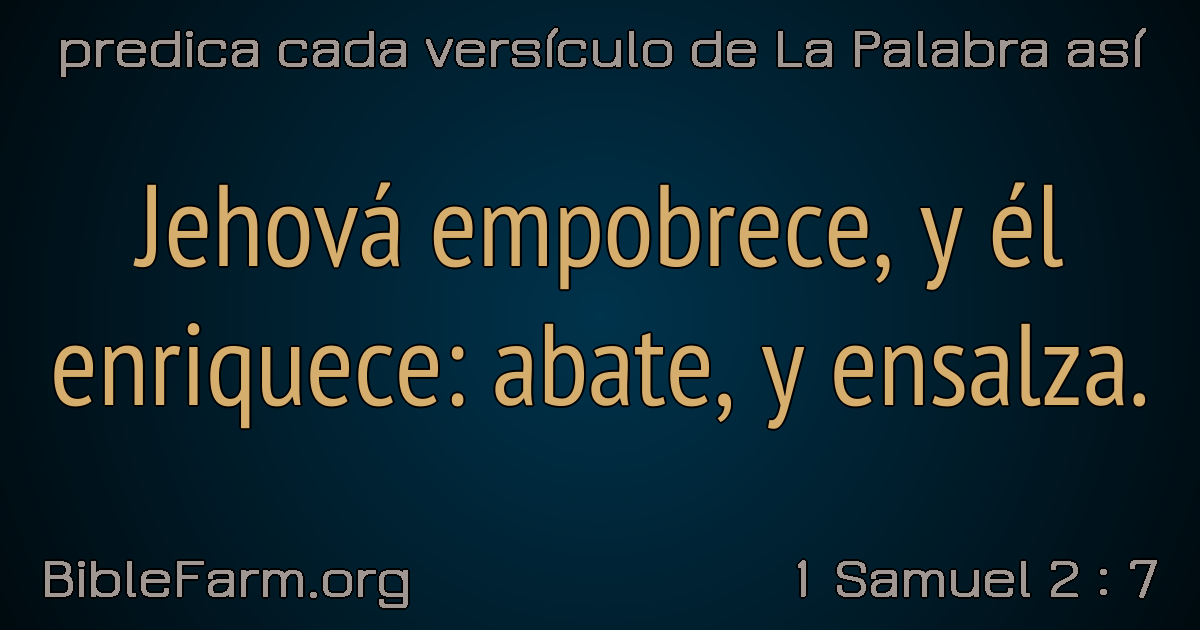 predica cada versículo de La Palabra así
Jehová empobrece, y él
enriquece: abate, y ensalza.
BibleFarm.org
1 Samuel 2 : 7